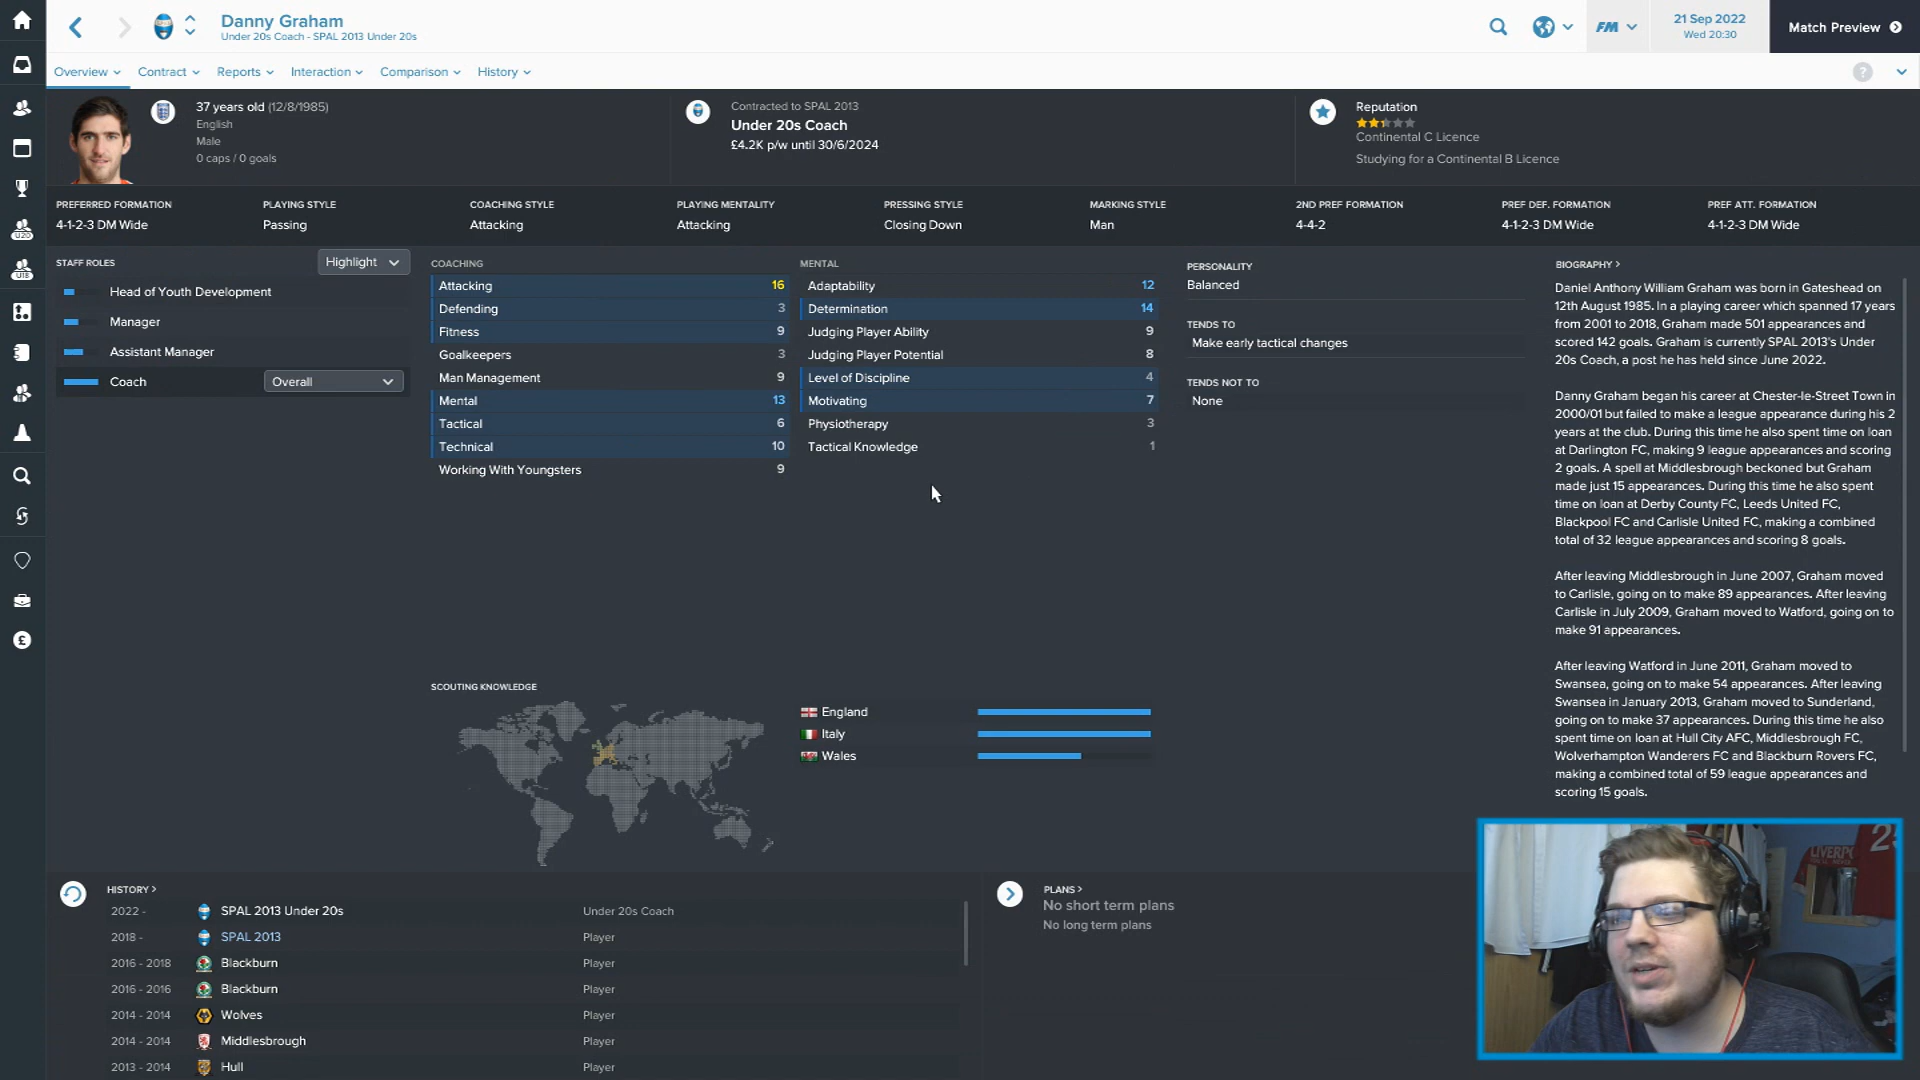 Danny Graham
Under 20s Coach - SPAL 2013 Under 20s
FM
21 Sep 2022
Wed 20:30
Match Preview
Overview
Contract
Reports
Interaction
Comparison
History
?
37 years old (12/8/1985)
English
Male
0 caps / 0 goals
Contracted to SPAL 2013
Under 20s Coach
£4.2K p/w until 30/6/2024
Reputation
Continental C Licence
Studying for a Continental B Licence
PREFERRED FORMATION
4-1-2-3 DM Wide
PLAYING STYLE
Passing
COACHING STYLE
Attacking
PLAYING MENTALITY
Attacking
PRESSING STYLE
Closing Down
MARKING STYLE
Man
2ND PREF FORMATION
4-4-2
PREF DEF. FORMATION
4-1-2-3 DM Wide
PREF ATT. FORMATION
4-1-2-3 DM Wide
U20
U18
£
STAFF ROLES
Highlight
Head of Youth Development
Manager
Assistant Manager
Coach
Overall
COACHING
Attacking 16
Defending 3
Fitness 9
Goalkeepers 3
Man Management 9
Mental 13
Tactical 6
Technical 10
Working With Youngsters 9
MENTAL
Adaptability 12
Determination 14
Judging Player Ability 9
Judging Player Potential 8
Level of Discipline 4
Motivating 7
Physiotherapy 3
Tactical Knowledge 1
PERSONALITY
Balanced
TENDS TO
Make early tactical changes
TENDS NOT TO
None
BIOGRAPHY >
Daniel Anthony William Graham was born in Gateshead on
12th August 1985. In a playing career which spanned 17 years
from 2001 to 2018, Graham made 501 appearances and
scored 142 goals. Graham is currently SPAL 2013's Under
20s Coach, a post he has held since June 2022.
Danny Graham began his career at Chester-le-Street Town in
2000/01 but failed to make a league appearance during his 2
years at the club. During this time he also spent time on loan
at Darlington FC, making 9 league appearances and scoring
2 goals. A spell at Middlesbrough beckoned but Graham
made just 15 appearances. During this time he also spent
time on loan at Derby County FC, Leeds United FC,
Blackpool FC and Carlisle United FC, making a combined
total of 32 league appearances and scoring 8 goals.
After leaving Middlesbrough in June 2007, Graham moved
to Carlisle, going on to make 89 appearances. After leaving
Carlisle in July 2009, Graham moved to Watford, going on to
make 91 appearances.
After leaving Watford in June 2011, Graham moved to
Swansea, going on to make 54 appearances. After leaving
Swansea in January 2013, Graham moved to Sunderland,
going on to make 37 appearances. During this time he also
spent time on loan at Hull City AFC, Middlesbrough FC,
Wolverhampton Wanderers FC and Blackburn Rovers FC,
making a combined total of 59 league appearances and
scoring 15 goals.
SCOUTING KNOWLEDGE
England
Italy
Wales
HISTORY >
2022 - SPAL 2013 Under 20s Under 20s Coach
2018 - SPAL 2013 Player
2016 - 2018 Blackburn Player
2016 - 2016 Blackburn Player
2014 - 2014 Wolves Player
2014 - 2014 Middlesbrough Player
2013 - 2014 Hull Player
PLANS >
No short term plans
No long term plans